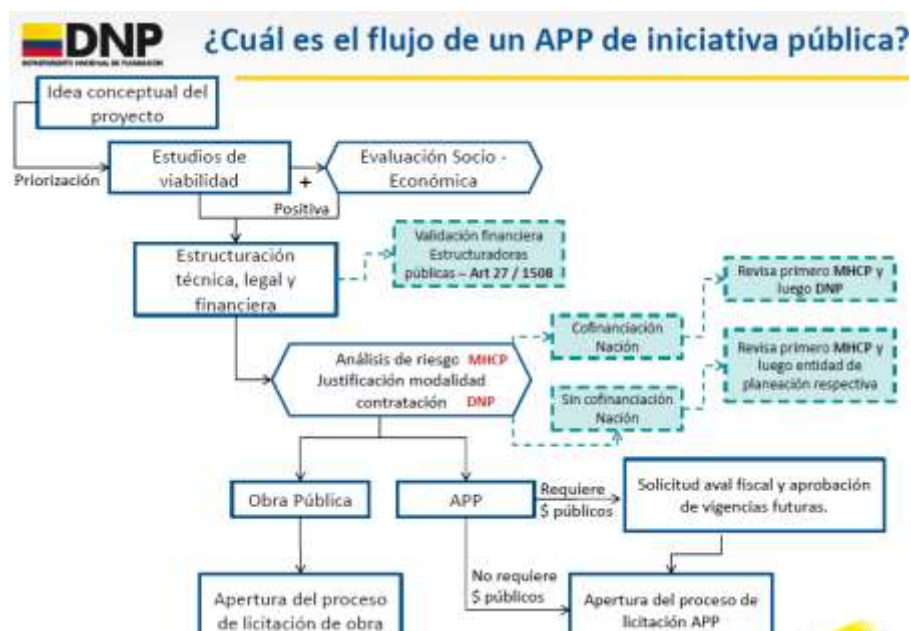 DNP
DEPARTAMENTO NACIONAL DE PLANEACIÓN
¿Cuál es el flujo de un APP de iniciativa pública?
Idea conceptual del
proyecto
Priorización
Estudios de
viabilidad
+
Evaluación Socio -
Económica
Positiva
Estructuración
técnica, legal y
financiera
Validación financiera
Estructuradoras
públicas – Art 27 / 1508
Revisa primero MHCP y
luego DNP
Cofinanciación
Nación
Revisa primero MHCP y
luego entidad de
planeación respectiva
Análisis de riesgo MHCP
Justificación modalidad
contratación DNP
Sin cofinanciación
Nación
Obra Pública
APP
Requiere
$ públicos
Solicitud aval fiscal y aprobación
de vigencias futuras.
No requiere
$ públicos
Apertura del proceso
de licitación de obra
Apertura del proceso de
licitación APP